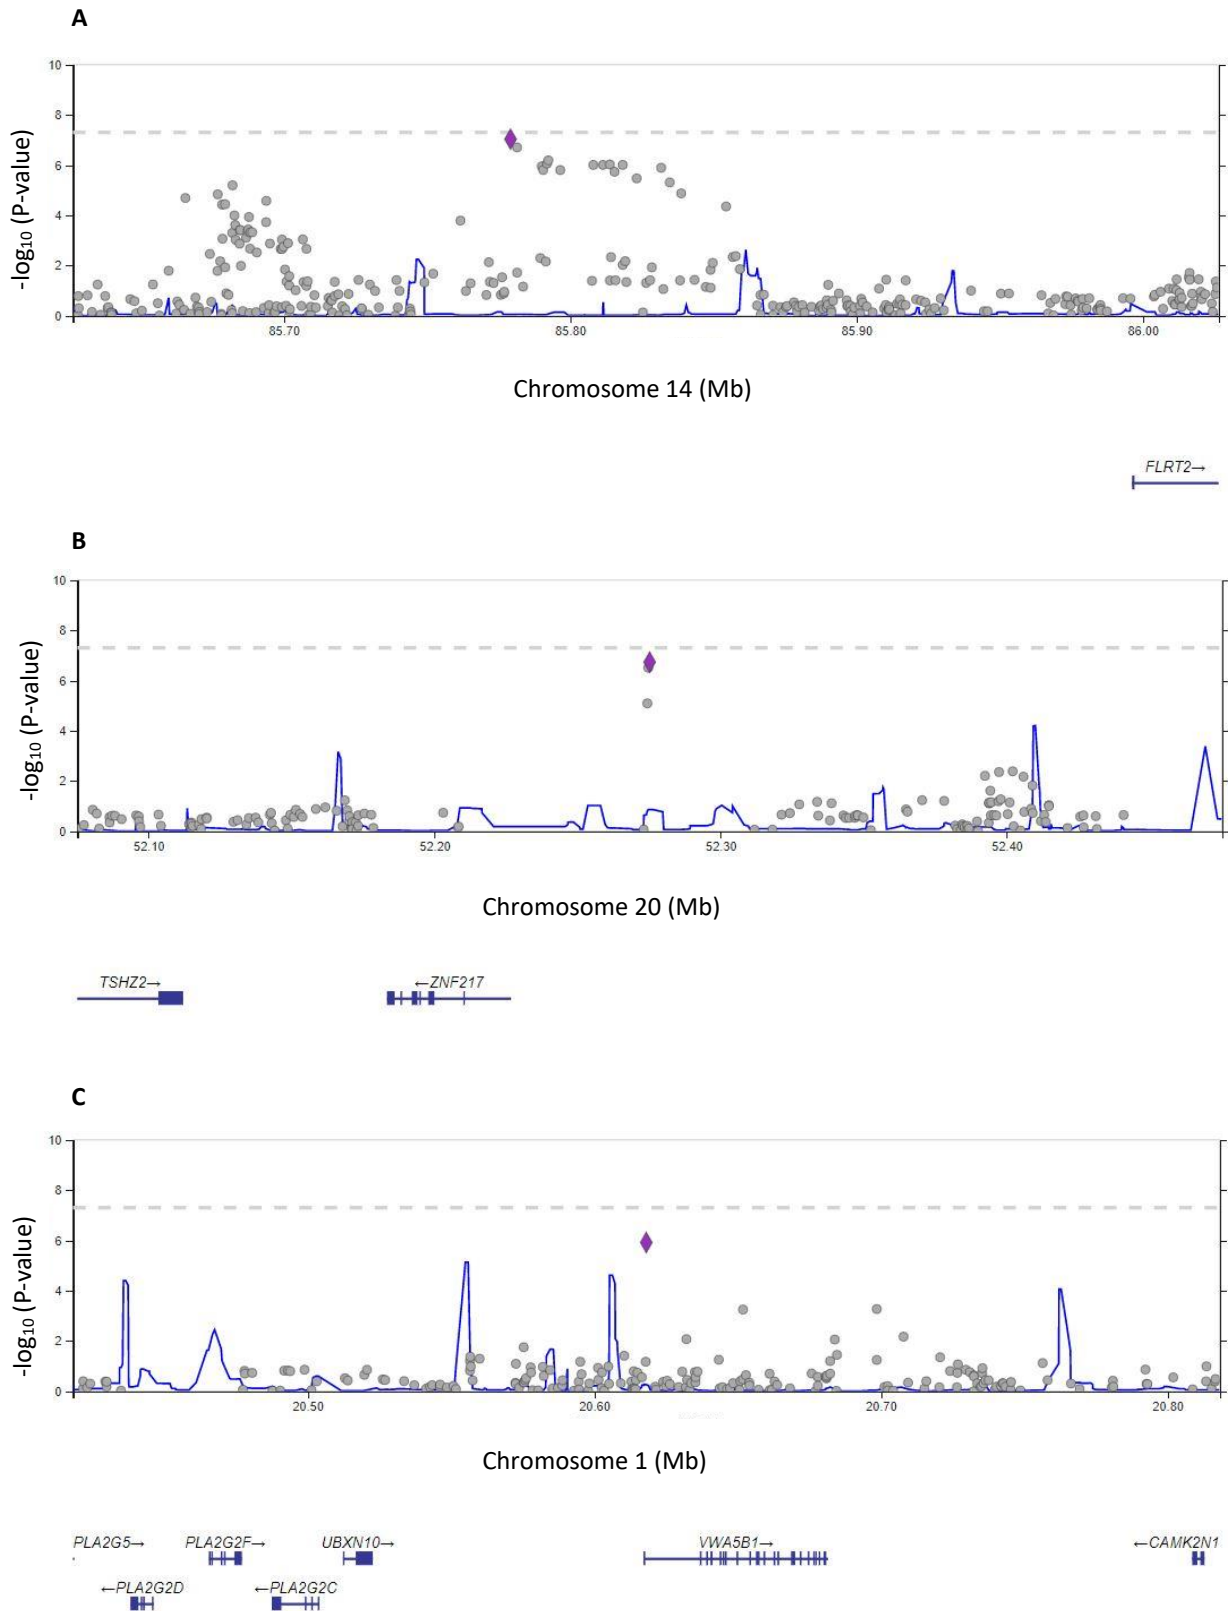 A
10
8
6
4
2
0
-log10 (P-value)
85.70 85.80 85.90 86.00
Chromosome 14 (Mb)
FLRT2→
B
10
8
6
4
2
0
-log10 (P-value)
52.10 52.20 52.30 52.40
Chromosome 20 (Mb)
TSHZ2→ ←ZNF217
C
10
8
6
4
2
0
-log10 (P-value)
20.50 20.60 20.70 20.80
Chromosome 1 (Mb)
PLA2G5→ PLA2G2F→ UBXN10→ VWA5B1→ ←CAMK2N1
←PLA2G2D ←PLA2G2C